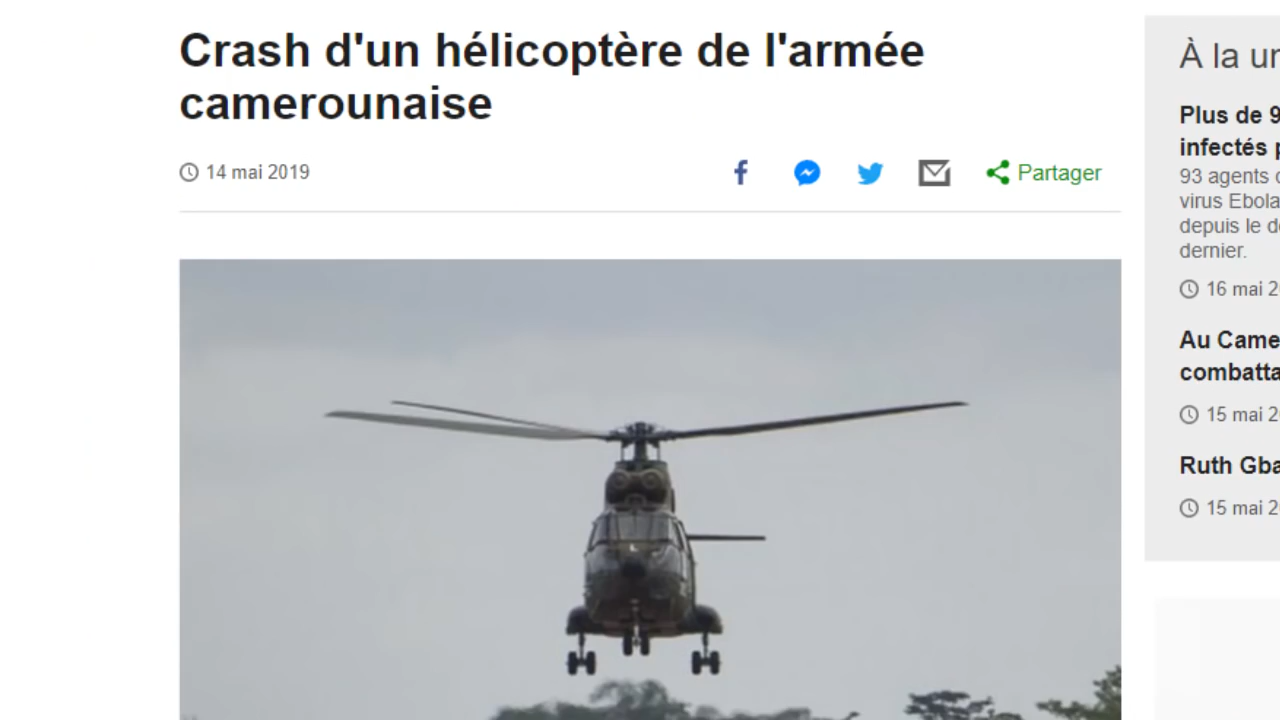 Crash d'un hélicoptère de l'armée
camerounaise
14 mai 2019
Partager
À la
Plus de
infectés
93 agents
virus Ebola
depuis le
dernier.
16 mai
Au
15 mai
Ruth
15 mai